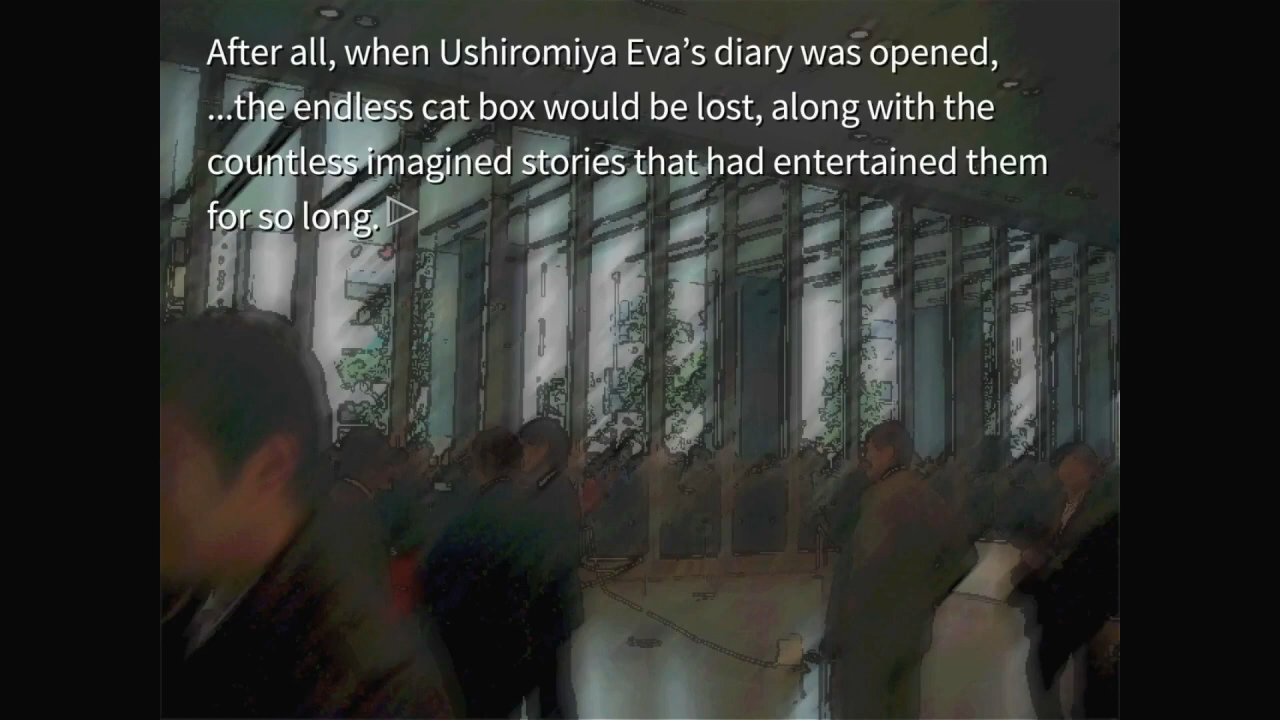 After all, when Ushiromiya Eva’s diary was opened,
...the endless cat box would be lost, along with the
countless imagined stories that had entertained them
for so long.